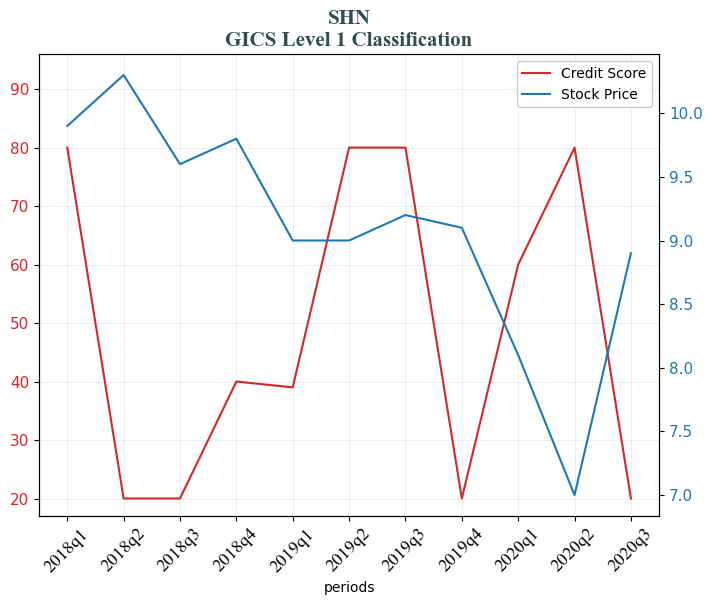 SHN
GICS Level 1 Classification
Credit Score
Stock Price
90
80
70
60
50
40
30
20
10.0
9.5
9.0
8.5
8.0
7.5
7.0
2018q1
2018q2
2018q3
2018q4
2019q1
2019q2
2019q3
2019q4
2020q1
2020q2
2020q3
periods